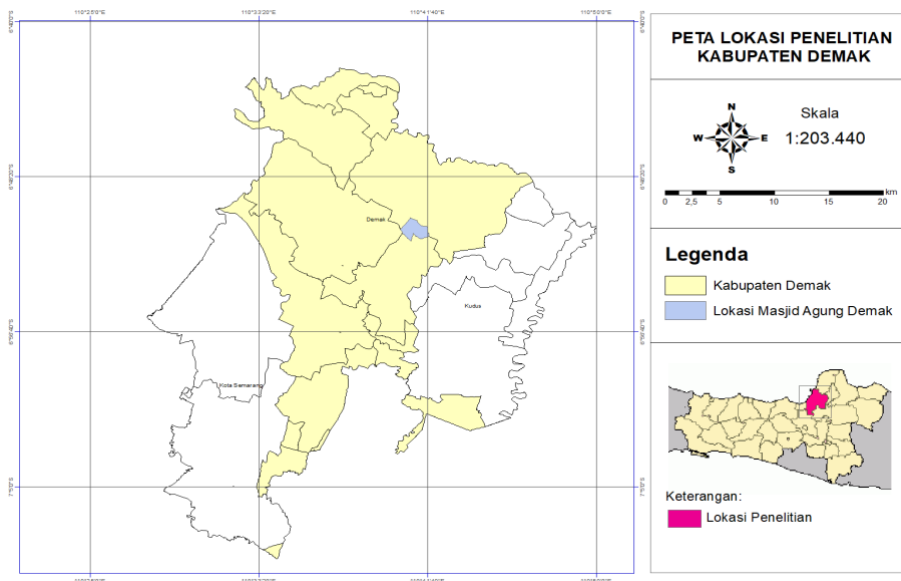 PETA LOKASI PENELITIAN
KABUPATEN DEMAK
N
W
E
S
Skala
1:203.440
km
0 2,5 5 10 15 20
Legenda
Kabupaten Demak
Lokasi Masjid Agung Demak
Keterangan:
Lokasi Penelitian
Demak
Kudus
Kota Semarang